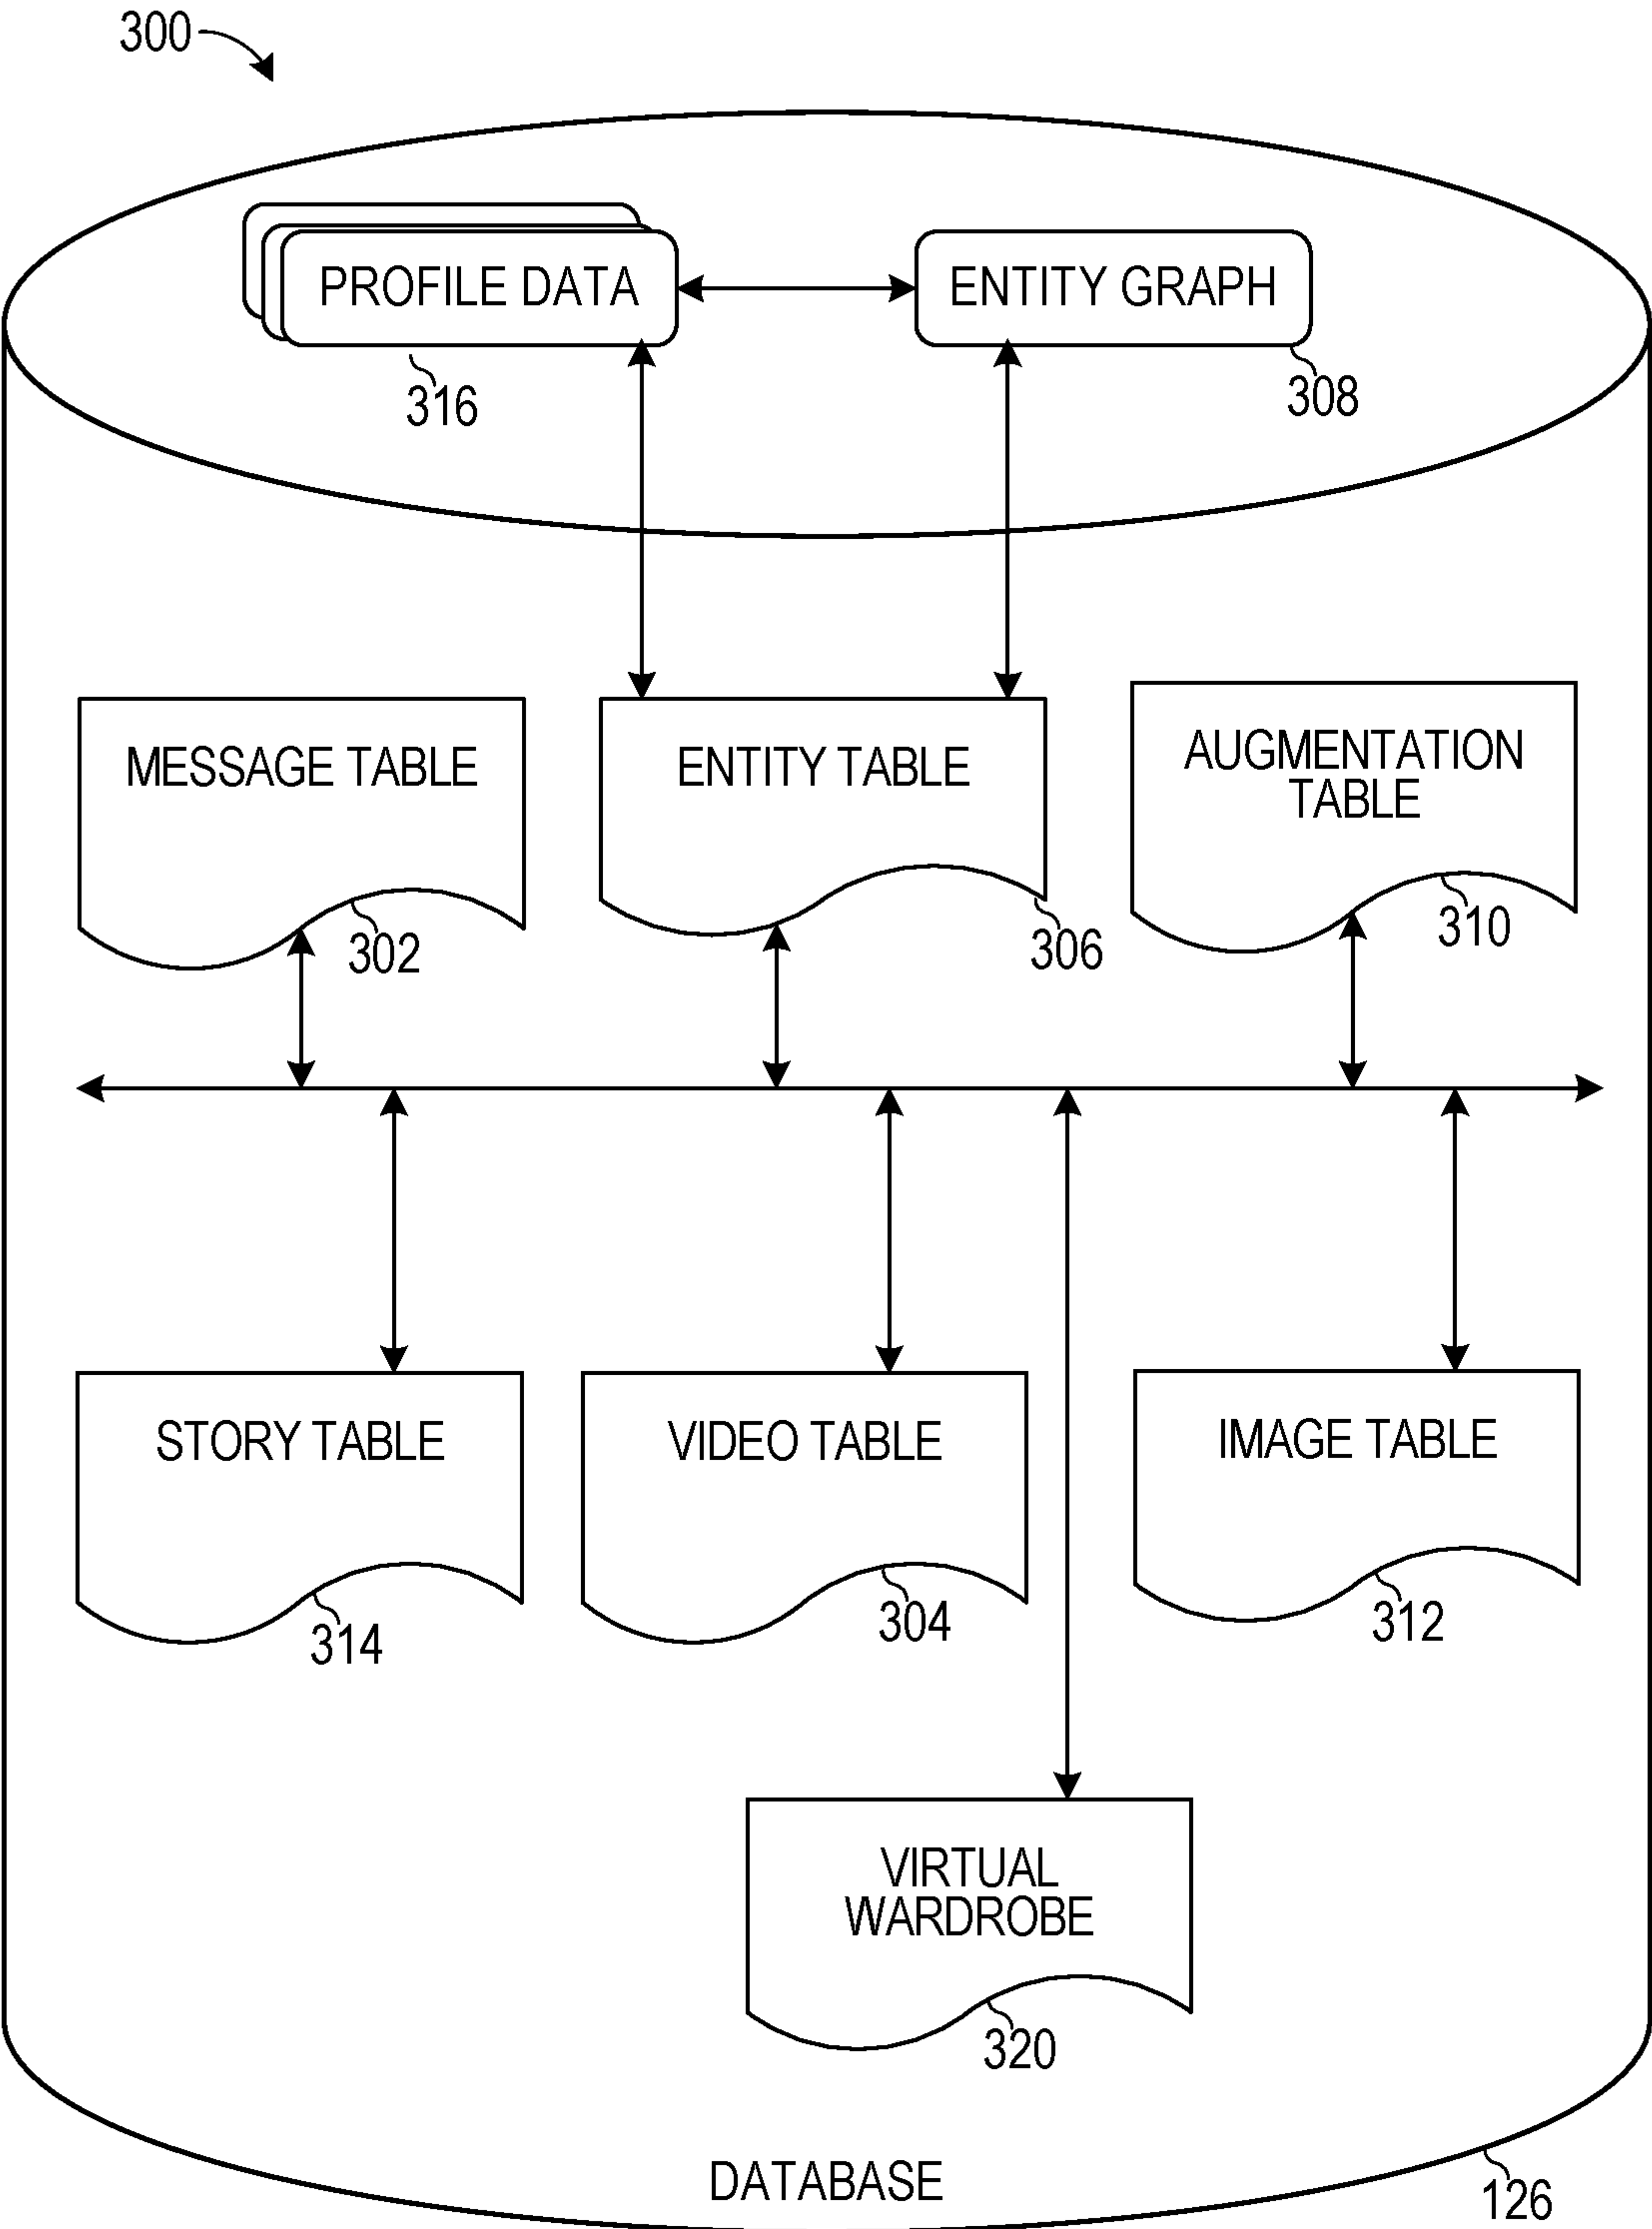 300
PROFILE DATA
ENTITY GRAPH
316
308
MESSAGE TABLE
ENTITY TABLE
AUGMENTATION
TABLE
302
306
310
STORY TABLE
VIDEO TABLE
IMAGE TABLE
314
304
312
VIRTUAL
WARDROBE
320
DATABASE
126